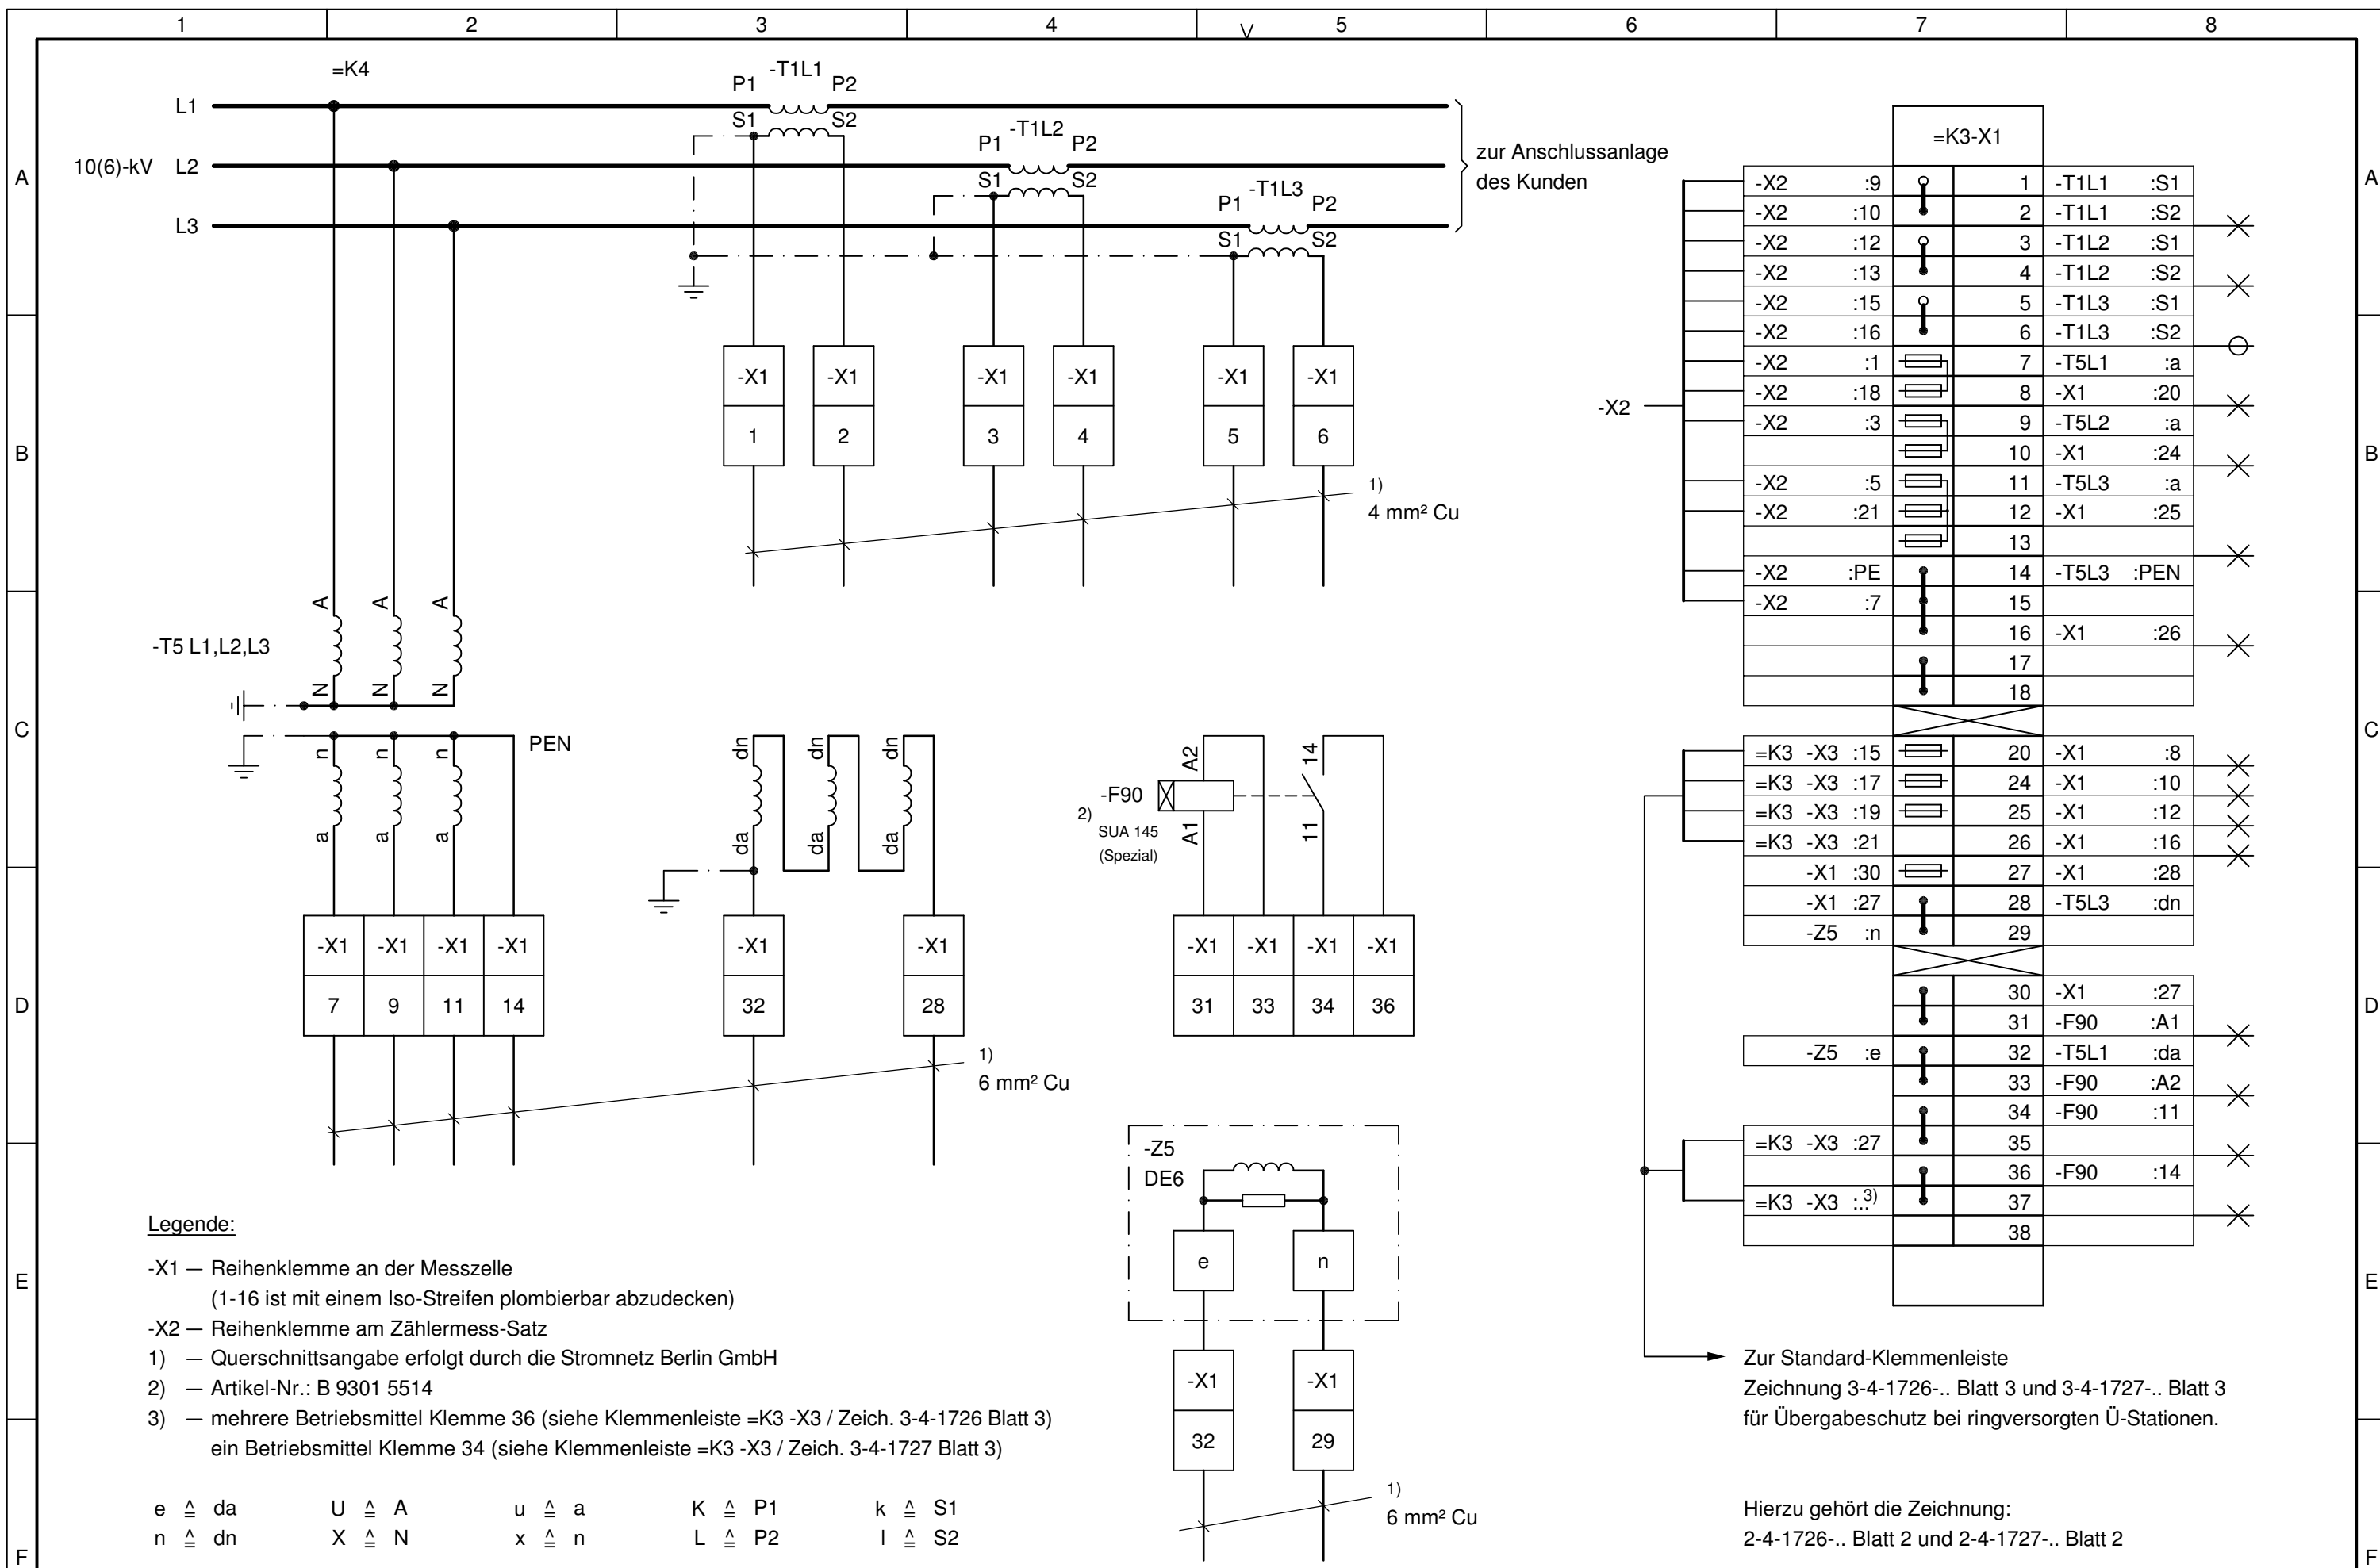 1 2 3 4 5 6 7 8
A B C D E F
A B C D E F
=K4
L1
10(6)-kV L2
L3
P1 -T1L1 P2
S1 S2
P1 -T1L2 P2
S1 S2
P1 -T1L3 P2
S1 S2
zur Anschlussanlage
des Kunden
-X1 -X1 -X1 -X1 -X1 -X1
1 2 3 4 5 6
1)
4 mm² Cu
A A A
-T5 L1,L2,L3
N N N
PEN
n n n
a a a
-X1 -X1 -X1 -X1
7 9 11 14
dn dn dn
da da da
-X1 -X1
32 28
1)
6 mm² Cu
-F90
2)
SUA 145
(Spezial)
A2 14
A1 11
-X1 -X1 -X1 -X1
31 33 34 36
-Z5
DE6
e n
-X1 -X1
32 29
1)
6 mm² Cu
=K3-X1
-X2
-X2 :9 1 -T1L1 :S1
-X2 :10 2 -T1L1 :S2
-X2 :12 3 -T1L2 :S1
-X2 :13 4 -T1L2 :S2
-X2 :15 5 -T1L3 :S1
-X2 :16 6 -T1L3 :S2
-X2 :1 7 -T5L1 :a
-X2 :18 8 -X1 :20
-X2 :3 9 -T5L2 :a
10 -X1 :24
-X2 :5 11 -T5L3 :a
-X2 :21 12 -X1 :25
13
-X2 :PE 14 -T5L3 :PEN
-X2 :7 15
16 -X1 :26
17
18
=K3 -X3 :15 20 -X1 :8
=K3 -X3 :17 24 -X1 :10
=K3 -X3 :19 25 -X1 :12
=K3 -X3 :21 26 -X1 :16
-X1 :30 27 -X1 :28
-X1 :27 28 -T5L3 :dn
-Z5 :n 29
30 -X1 :27
31 -F90 :A1
-Z5 :e 32 -T5L1 :da
33 -F90 :A2
34 -F90 :11
=K3 -X3 :27 35
36 -F90 :14
=K3 -X3 :..3) 37
38
Zur Standard-Klemmenleiste
Zeichnung 3-4-1726-.. Blatt 3 und 3-4-1727-.. Blatt 3
für Übergabeschutz bei ringversorgten Ü-Stationen.
Hierzu gehört die Zeichnung:
2-4-1726-.. Blatt 2 und 2-4-1727-.. Blatt 2
Legende:
-X1 — Reihenklemme an der Messzelle
(1-16 ist mit einem Iso-Streifen plombierbar abzudecken)
-X2 — Reihenklemme am Zählermess-Satz
1) — Querschnittsangabe erfolgt durch die Stromnetz Berlin GmbH
2) — Artikel-Nr.: B 9301 5514
3) — mehrere Betriebsmittel Klemme 36 (siehe Klemmenleiste =K3 -X3 / Zeich. 3-4-1726 Blatt 3)
ein Betriebsmittel Klemme 34 (siehe Klemmenleiste =K3 -X3 / Zeich. 3-4-1727 Blatt 3)
e ≙ da U ≙ A u ≙ a K ≙ P1 k ≙ S1
n ≙ dn X ≙ N x ≙ n L ≙ P2 l ≙ S2